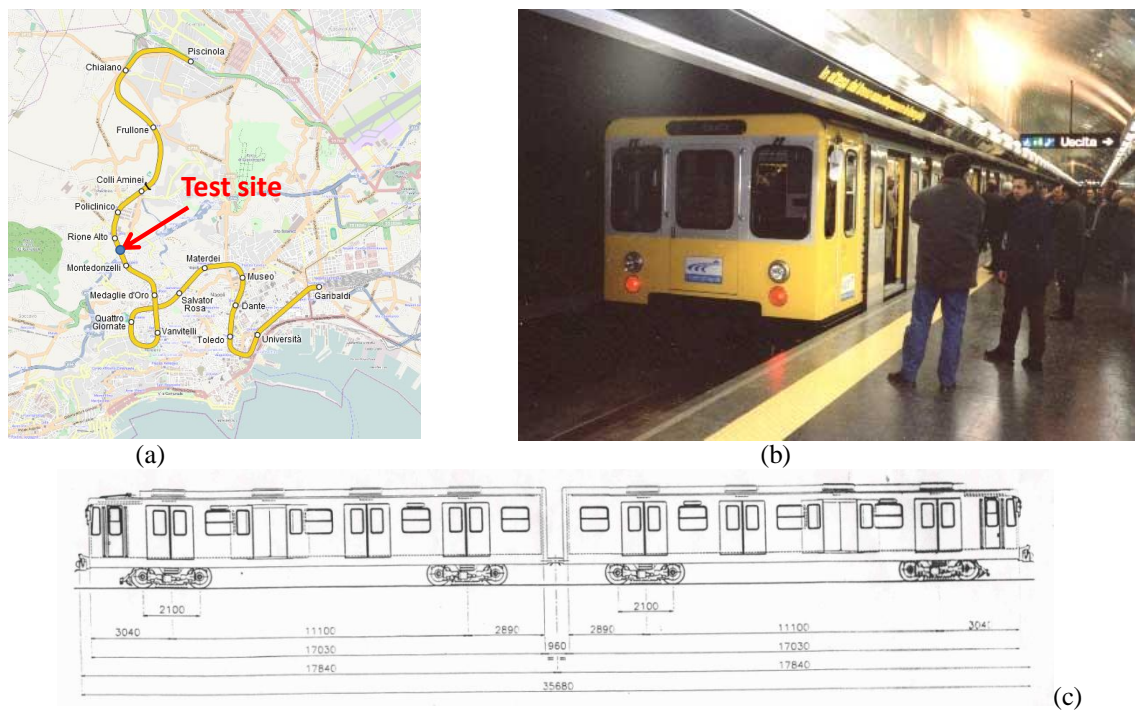 Piscinola
Chiaiano
Frullone
Colli Aminei
Test site
Policlinico
Rione Alto
Montedonzelli
Materdei
Museo
Medaglie d'Oro
Salvator
Rosa
Dante
Garibaldi
Quattro
Giornate
Vanvitelli
Toledo
Università
Uscita →
(a)
(b)
2100
2100
3040
11100
2890
2890
11100
3041
17030
1960
17030
17840
17840
35680
(c)